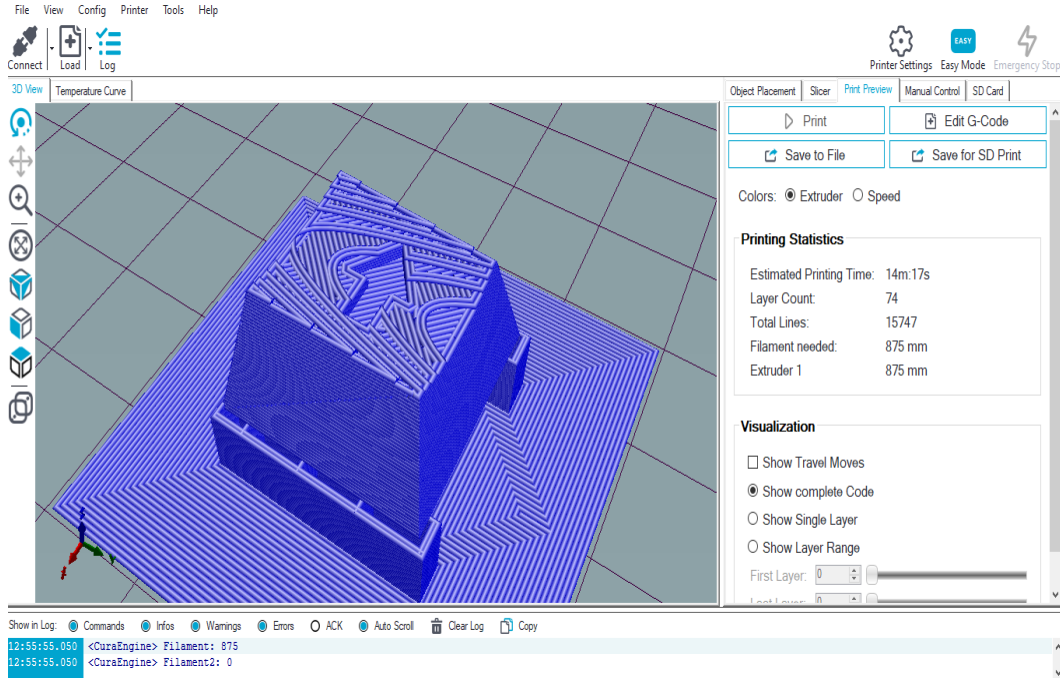 File View Config Printer Tools Help
Connect Load Log
Printer Settings EASY Easy Mode Emergency Stop
3D View Temperature Curve
Object Placement Slicer Print Preview Manual Control SD Card
Print Edit G-Code
Save to File Save for SD Print
Colors: Extruder Speed
Printing Statistics
Estimated Printing Time: 14m:17s
Layer Count: 74
Total Lines: 15747
Filament needed: 875 mm
Extruder 1 875 mm
Visualization
Show Travel Moves
Show complete Code
Show Single Layer
Show Layer Range
First Layer: 0
Last Layer: 0
Show in Log: Commands Infos Warnings Errors ACK Auto Scroll Clear Log Copy
12:55:55.050 <CuraEngine> Filament: 875
12:55:55.050 <CuraEngine> Filament2: 0